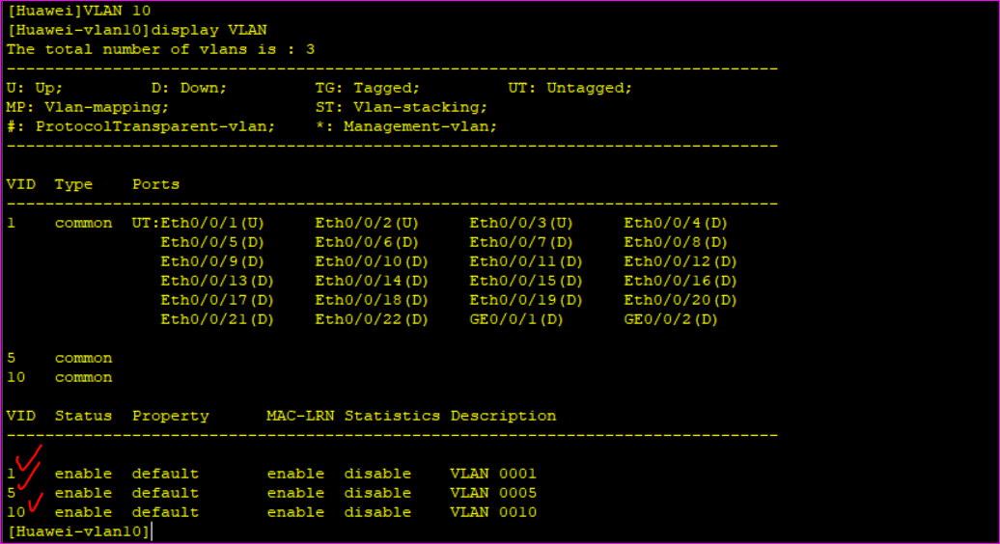 [Huawei]VLAN 10
[Huawei-vlan10]display VLAN
The total number of vlans is : 3
--------------------------------------------------------------------------------
U: Up;         D: Down;         TG: Tagged;         UT: Untagged;
MP: Vlan-mapping;               ST: Vlan-stacking;
#: ProtocolTransparent-vlan;    *: Management-vlan;
--------------------------------------------------------------------------------
VID  Type    Ports
--------------------------------------------------------------------------------
1    common  UT:Eth0/0/1(U)     Eth0/0/2(U)     Eth0/0/3(U)     Eth0/0/4(D)
                Eth0/0/5(D)     Eth0/0/6(D)     Eth0/0/7(D)     Eth0/0/8(D)
                Eth0/0/9(D)     Eth0/0/10(D)    Eth0/0/11(D)    Eth0/0/12(D)
                Eth0/0/13(D)    Eth0/0/14(D)    Eth0/0/15(D)    Eth0/0/16(D)
                Eth0/0/17(D)    Eth0/0/18(D)    Eth0/0/19(D)    Eth0/0/20(D)
                Eth0/0/21(D)    Eth0/0/22(D)    GE0/0/1(D)      GE0/0/2(D)
5    common
10   common
VID  Status  Property      MAC-LRN Statistics Description
--------------------------------------------------------------------------------
1    enable  default       enable  disable    VLAN 0001
5    enable  default       enable  disable    VLAN 0005
10   enable  default       enable  disable    VLAN 0010
[Huawei-vlan10]